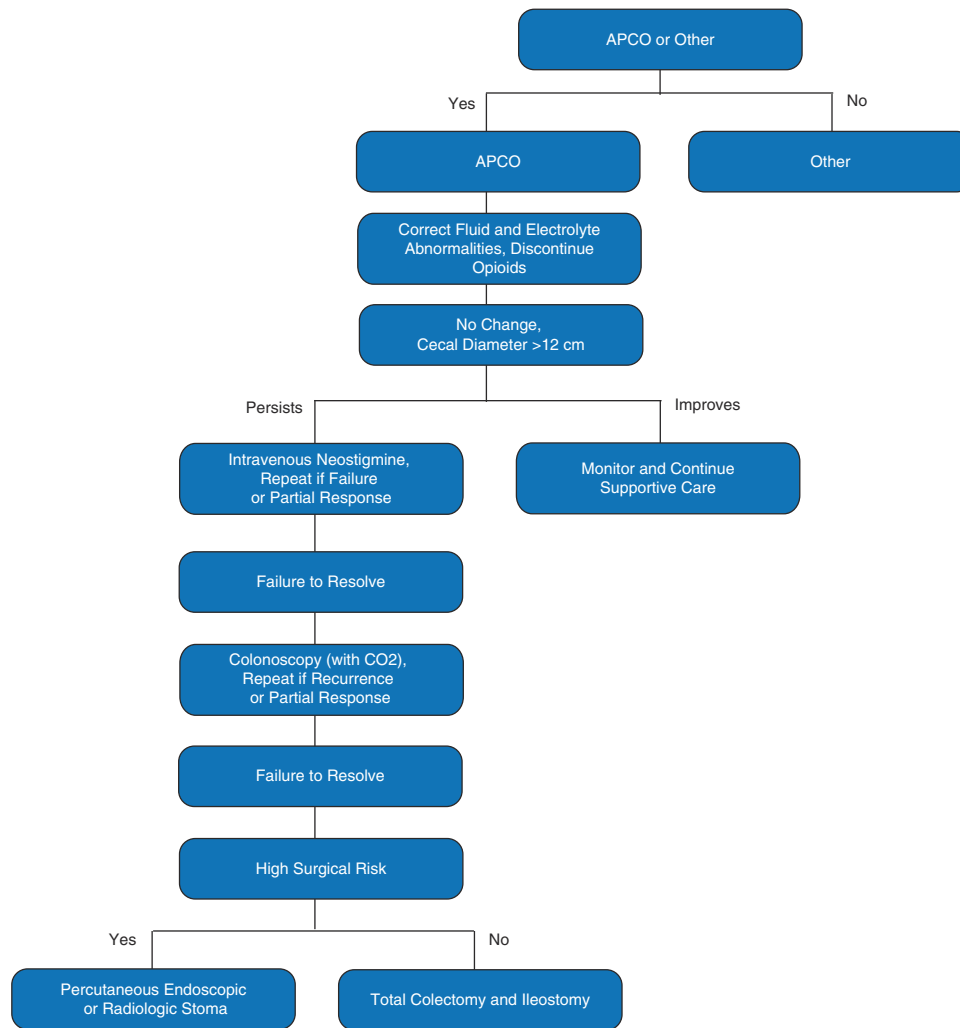 APCO or Other
Yes
No
APCO
Other
Correct Fluid and Electrolyte
Abnormalities, Discontinue
Opioids
No Change,
Cecal Diameter >12 cm
Persists
Improves
Intravenous Neostigmine,
Repeat if Failure
or Partial Response
Monitor and Continue
Supportive Care
Failure to Resolve
Colonoscopy (with CO2),
Repeat if Recurrence
or Partial Response
Failure to Resolve
High Surgical Risk
Yes
No
Percutaneous Endoscopic
or Radiologic Stoma
Total Colectomy and Ileostomy